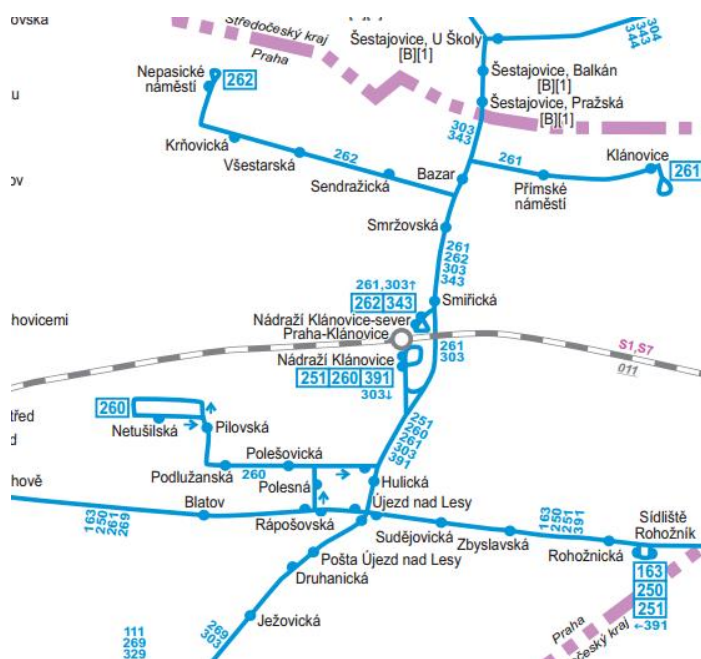 ovská
Středočeský kraj
Praha
Šestajovice, U Školy
[B][1]
304
343
344
Nepasické
náměstí
262
Šestajovice, Balkán
[B][1]
u
Šestajovice, Pražská
[B][1]
303
343
Krňovická
Všestarská
262
Sendražická
Bazar
261
Klánovice
261
Přímské
náměstí
ov
Smržovská
261
262
303
343
261,303↑
262 343
Smiřická
Nádraží Klánovice-sever
Praha-Klánovice
hovicemi
261
303
S1,S7
011
Nádraží Klánovice
251 260 391
303↓
260
třed
d
Netušilská
Pilovská
251
260
261
303
391
Polešovická
Podlužanská
260
Polesná
Hulická
hově
Blatov
163
250
261
269
Rápošovská
Újezd nad Lesy
Sudějovická
Zbyslavská
163
250
251
391
Rohožnická
Sídliště
Rohožník
163
250
251
←391
Pošta Újezd nad Lesy
Druhanická
Ježovická
269
303
111
269
329
Praha
dočeský kraj